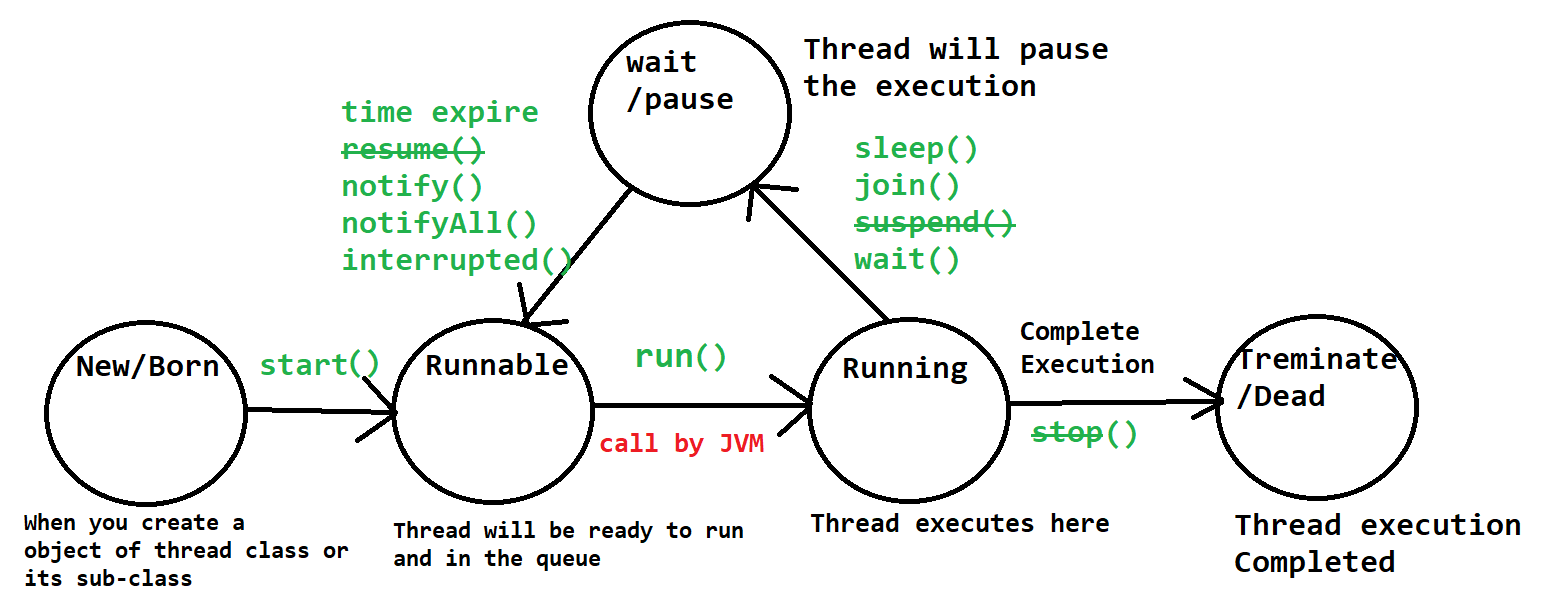 wait
/pause
Thread will pause
the execution
time expire
resume()
notify()
notifyAll()
interrupted()
sleep()
join()
suspend()
wait()
New/Born
start()
Runnable
run()
call by JVM
Running
Complete
Execution
stop()
Treminate
/Dead
When you create a
object of thread class or
its sub-class
Thread will be ready to run
and in the queue
Thread executes here
Thread execution
Completed